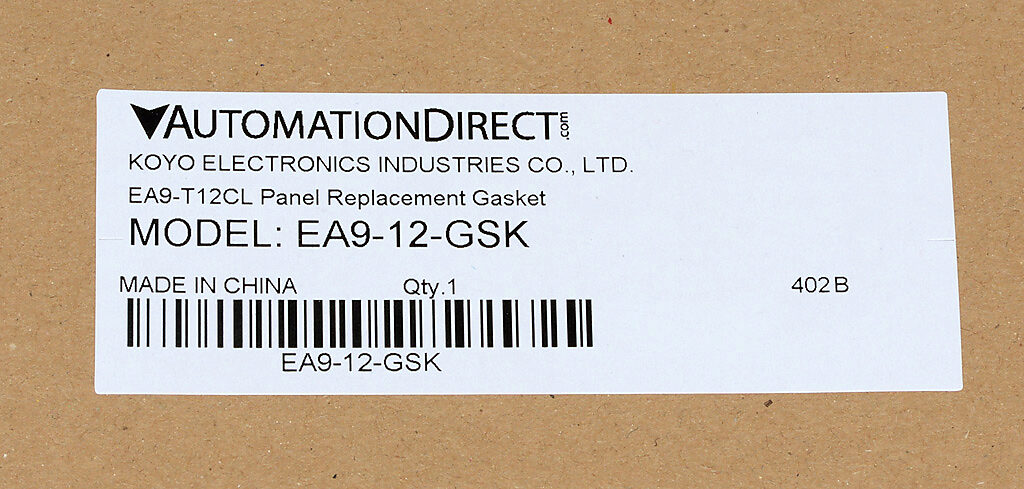 AUTOMATIONDIRECT.com
KOYO ELECTRONICS INDUSTRIES CO., LTD.
EA9-T12CL Panel Replacement Gasket
MODEL: EA9-12-GSK
MADE IN CHINA Qty.1 402B
EA9-12-GSK